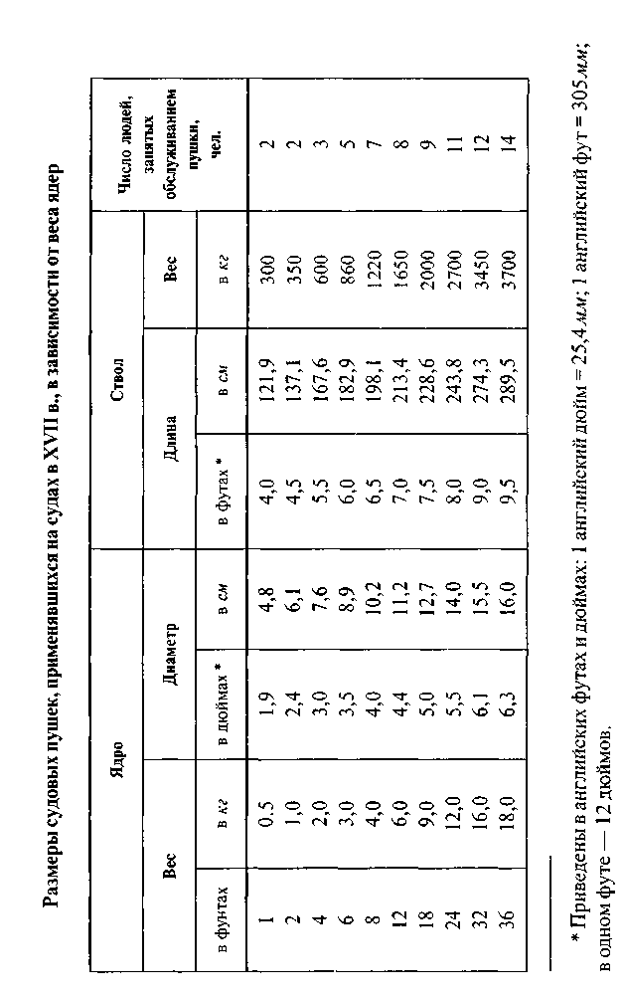 Размеры судовых пушек, применявшихся на судах в XVII в., в зависимости от веса ядер
Ядро Ствол Число людей, занятых обслуживанием пушки, чел.
Вес Диаметр Длина Вес
в фунтах в кг в дюймах * в см в футах * в см в кг
1 0.5 1,9 4,8 4,0 121,9 300 2
2 1,0 2,4 6,1 4,5 137,1 350 2
4 2,0 3,0 7,6 5,5 167,6 600 3
6 3,0 3,5 8,9 6,0 182,9 860 5
8 4,0 4,0 10,2 6,5 198,1 1220 7
12 6,0 4,4 11,2 7,0 213,4 1650 8
18 9,0 5,0 12,7 7,5 228,6 2000 9
24 12,0 5,5 14,0 8,0 243,8 2700 11
32 16,0 6,1 15,5 9,0 274,3 3450 12
36 18,0 6,3 16,0 9,5 289,5 3700 14
* Приведены в английских футах и дюймах: 1 английский дюйм = 25,4 мм; 1 английский фут = 305 мм;
в одном футе — 12 дюймов.